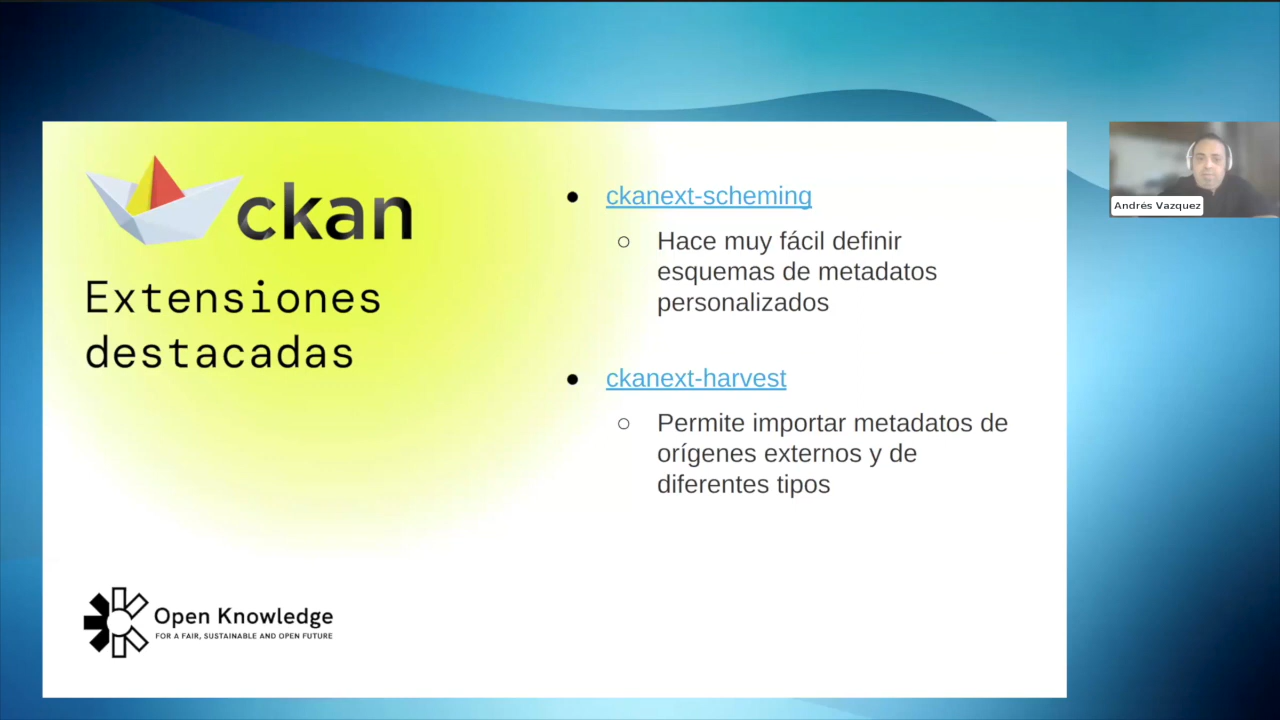 ckan
Extensiones
destacadas
ckanext-scheming
Hace muy fácil definir
esquemas de metadatos
personalizados
ckanext-harvest
Permite importar metadatos de
orígenes externos y de
diferentes tipos
Open Knowledge
FOR A FAIR, SUSTAINABLE AND OPEN FUTURE
Andrés Vazquez